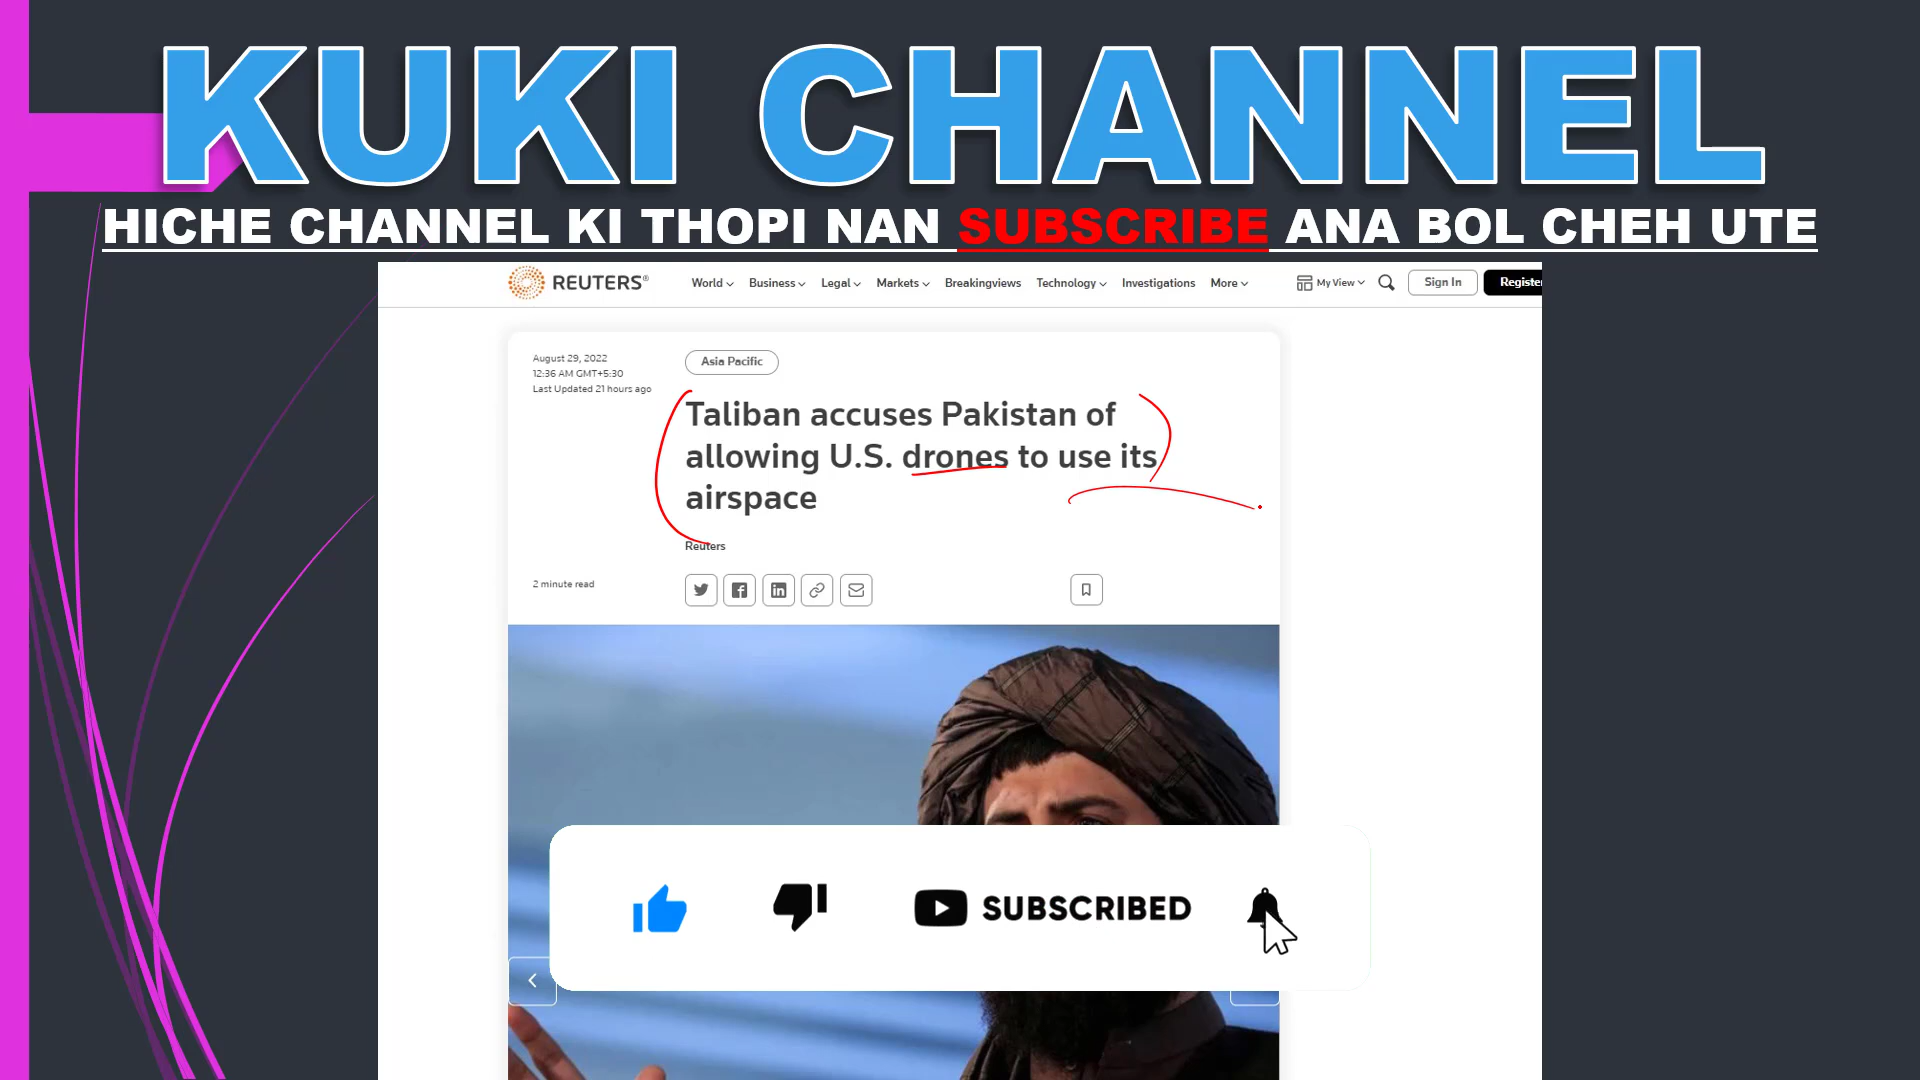 KUKI CHANNEL
HICHE CHANNEL KI THOPI NAN SUBSCRIBE ANA BOL CHEH UTE
REUTERS® World Business Legal Markets Breakingviews Technology Investigations More My View Sign In Register
August 29, 2022
12:36 AM GMT+5:30
Last Updated 21 hours ago
Asia Pacific
Taliban accuses Pakistan of
allowing U.S. drones to use its
airspace
Reuters
2 minute read
SUBSCRIBED